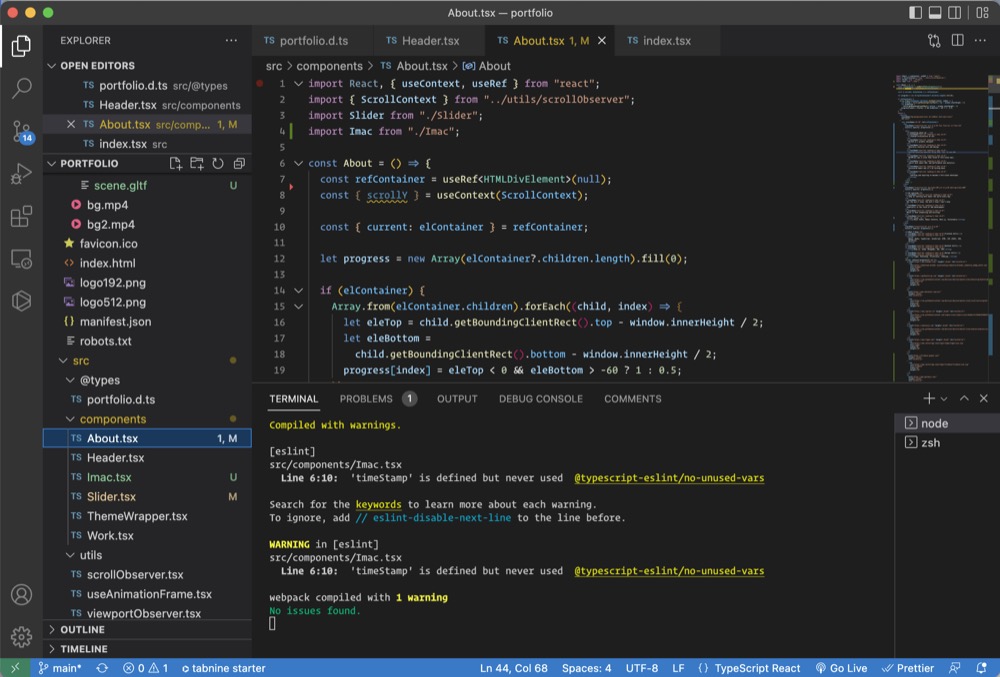 About.tsx — portfolio
EXPLORER
OPEN EDITORS
TS portfolio.d.ts src/@types
TS Header.tsx src/components
TS About.tsx src/comp... 1, M
TS index.tsx src
14
PORTFOLIO
scene.gltf U
bg.mp4
bg2.mp4
favicon.ico
index.html
logo192.png
logo512.png
manifest.json
robots.txt
src
@types
TS portfolio.d.ts
components
TS About.tsx 1, M
TS Header.tsx
TS Imac.tsx U
TS Slider.tsx M
TS ThemeWrapper.tsx
TS Work.tsx
utils
TS scrollObserver.tsx
TS useAnimationFrame.tsx
TS viewportObserver.tsx
OUTLINE
TIMELINE
TS portfolio.d.ts TS Header.tsx TS About.tsx 1, M TS index.tsx
src > components > TS About.tsx > About
1 import React, { useContext, useRef } from "react";
2 import { ScrollContext } from "../utils/scrollObserver";
3 import Slider from "./Slider";
4 import Imac from "./Imac";
5
6 const About = () ⇒ {
7 const refContainer = useRef<HTMLDivElement>(null);
8 const { scrollY } = useContext(ScrollContext);
9
10 const { current: elContainer } = refContainer;
11
12 let progress = new Array(elContainer?.children.length).fill(0);
13
14 if (elContainer) {
15 Array.from(elContainer.children).forEach((child, index) ⇒ {
16 let eleTop = child.getBoundingClientRect().top - window.innerHeight / 2;
17 let eleBottom =
18 child.getBoundingClientRect().bottom - window.innerHeight / 2;
19 progress[index] = eleTop < 0 && eleBottom > -60 ? 1 : 0.5;
TERMINAL PROBLEMS 1 OUTPUT DEBUG CONSOLE COMMENTS
Compiled with warnings.
[eslint]
src/components/Imac.tsx
Line 6:10: 'timeStamp' is defined but never used @typescript-eslint/no-unused-vars
Search for the keywords to learn more about each warning.
To ignore, add // eslint-disable-next-line to the line before.
WARNING in [eslint]
src/components/Imac.tsx
Line 6:10: 'timeStamp' is defined but never used @typescript-eslint/no-unused-vars
webpack compiled with 1 warning
No issues found.
node
zsh
main* 0 1 tabnine starter Ln 44, Col 68 Spaces: 4 UTF-8 LF {} TypeScript React Go Live Prettier